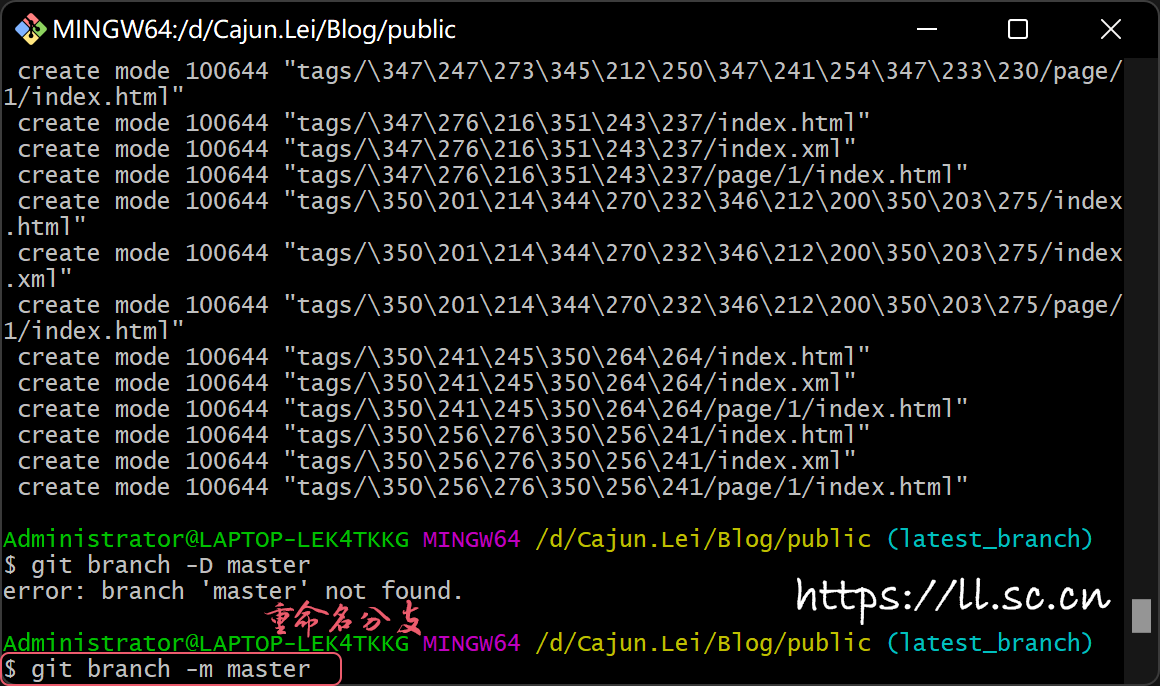 MINGW64:/d/Cajun.Lei/Blog/public
create mode 100644 "tags/\347\247\273\345\212\250\347\241\254\347\233\230/page/
1/index.html"
create mode 100644 "tags/\347\276\216\351\243\237/index.html"
create mode 100644 "tags/\347\276\216\351\243\237/index.xml"
create mode 100644 "tags/\347\276\216\351\243\237/page/1/index.html"
create mode 100644 "tags/\350\201\214\344\270\232\346\212\200\350\203\275/index
.html"
create mode 100644 "tags/\350\201\214\344\270\232\346\212\200\350\203\275/index
.xml"
create mode 100644 "tags/\350\201\214\344\270\232\346\212\200\350\203\275/page/
1/index.html"
create mode 100644 "tags/\350\241\245\350\264\264/index.html"
create mode 100644 "tags/\350\241\245\350\264\264/index.xml"
create mode 100644 "tags/\350\241\245\350\264\264/page/1/index.html"
create mode 100644 "tags/\350\256\276\350\256\241/index.html"
create mode 100644 "tags/\350\256\276\350\256\241/index.xml"
create mode 100644 "tags/\350\256\276\350\256\241/page/1/index.html"
Administrator@LAPTOP-LEK4TKKG MINGW64 /d/Cajun.Lei/Blog/public (latest_branch)
$ git branch -D master
error: branch 'master' not found.
https://ll.sc.cn
重命名分支
Administrator@LAPTOP-LEK4TKKG MINGW64 /d/Cajun.Lei/Blog/public (latest_branch)
$ git branch -m master